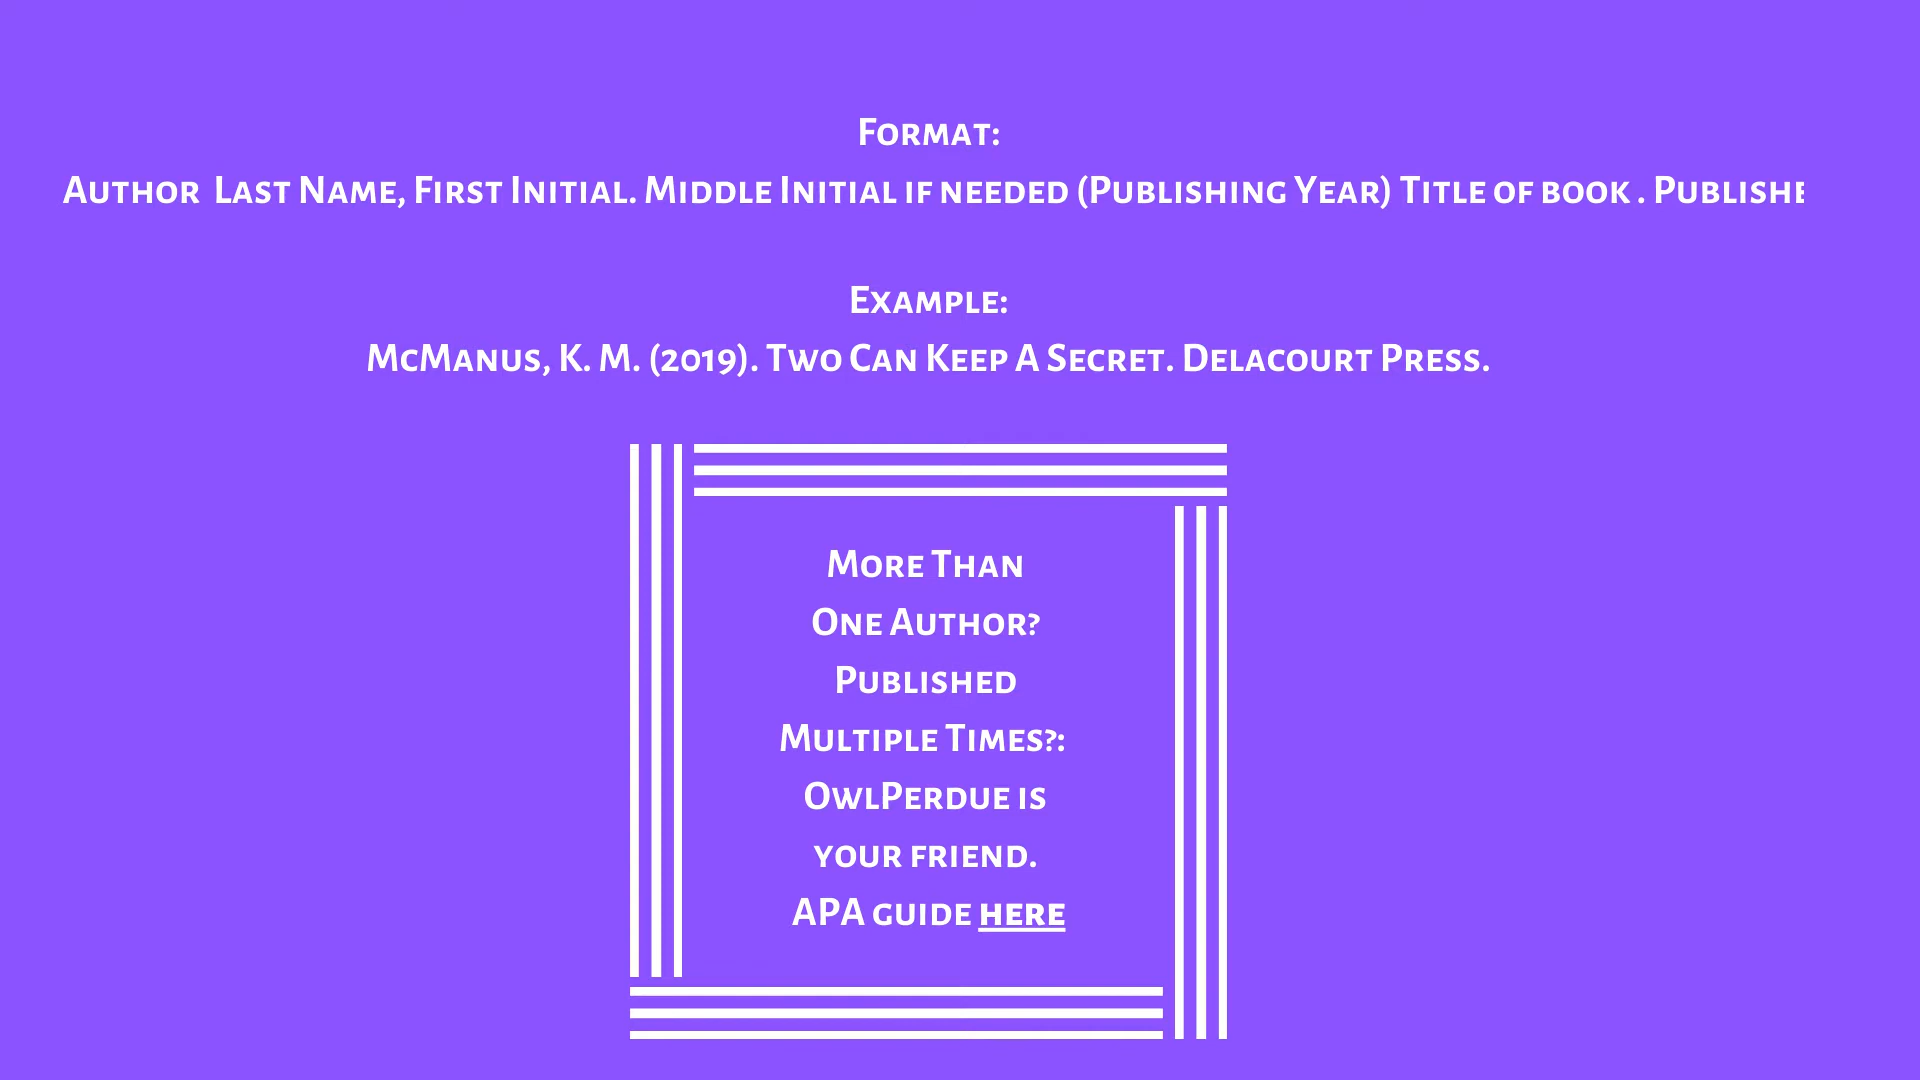 Format:
Author Last Name, First Initial. Middle Initial if needed (Publishing Year) Title of book . Publishe
Example:
McManus, K. M. (2019). Two Can Keep A Secret. Delacourt Press.
More Than
One Author?
Published
Multiple Times?:
OwlPerdue is
your friend.
APA guide here